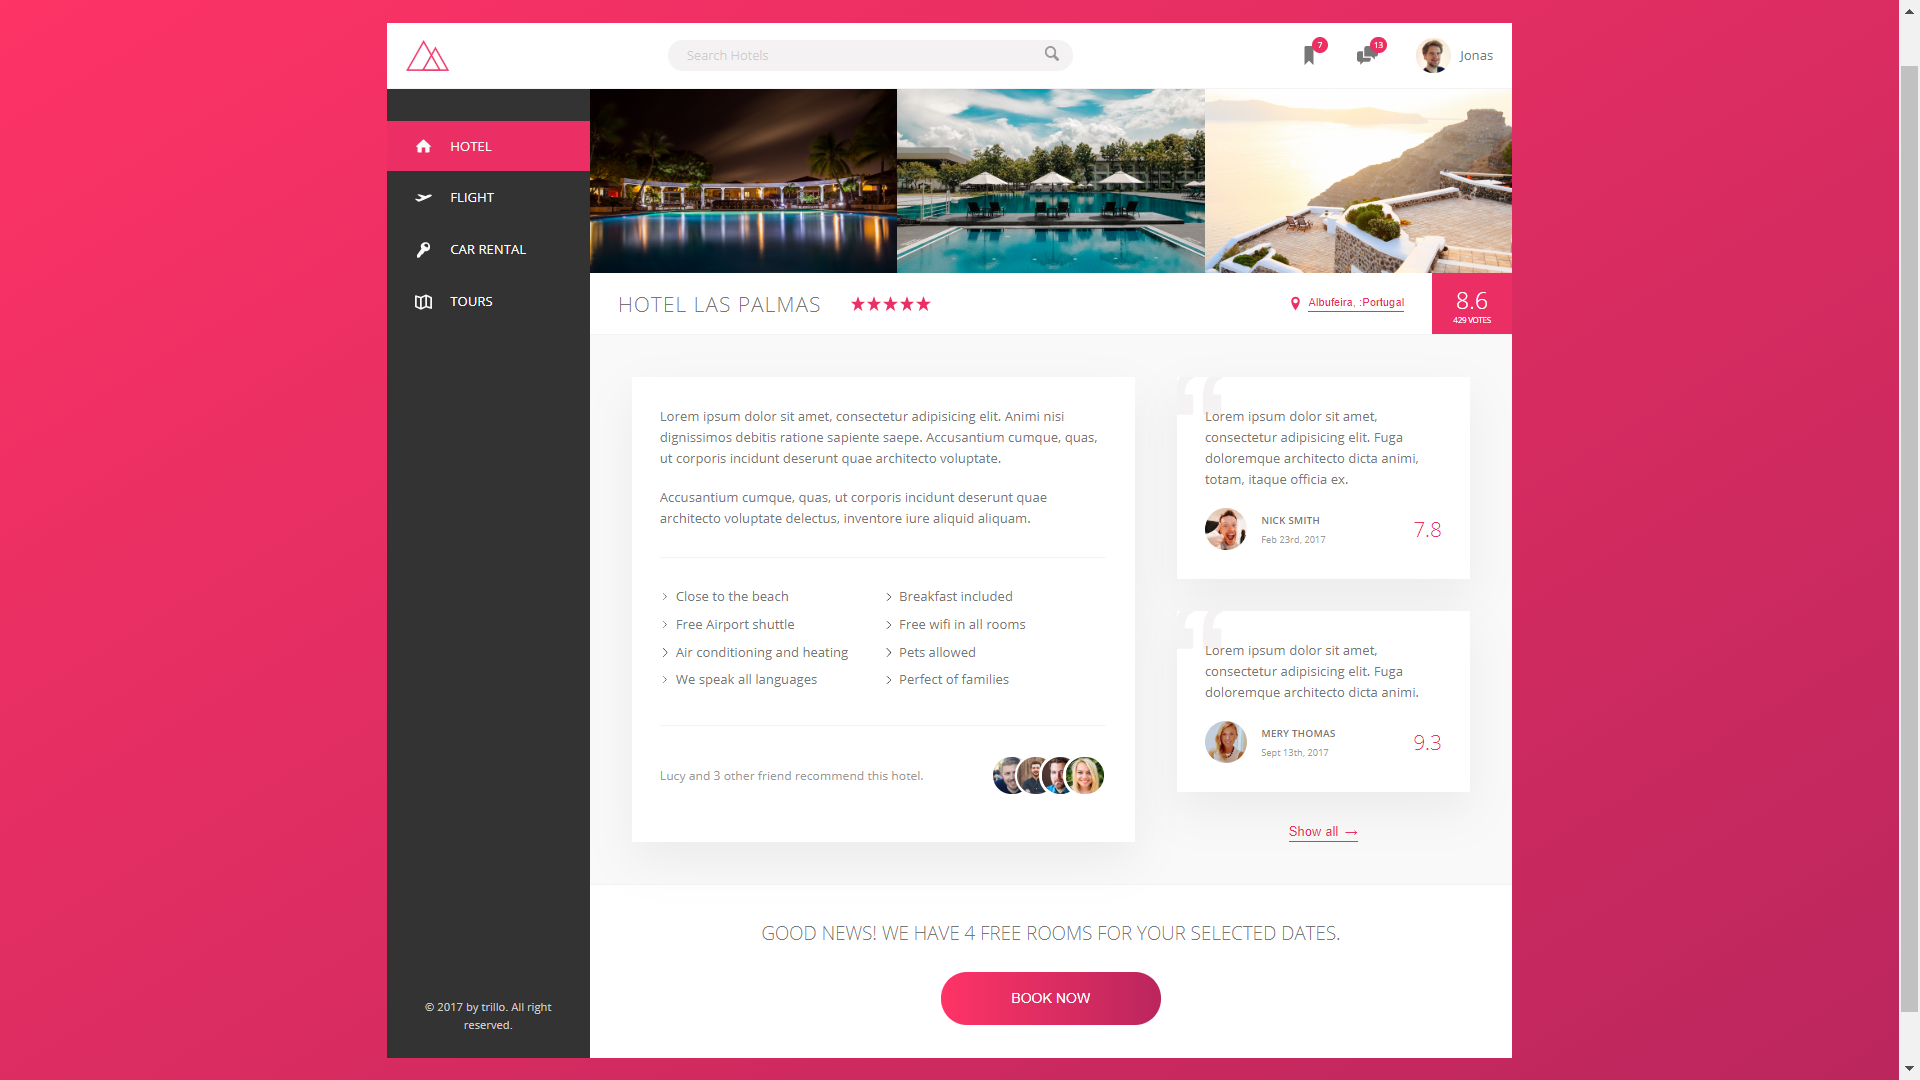 Search Hotels
7
13
Jonas
HOTEL
FLIGHT
CAR RENTAL
TOURS
© 2017 by trillo. All right
reserved.
HOTEL LAS PALMAS
Albufeira, :Portugal
8.6
429 VOTES
Lorem ipsum dolor sit amet, consectetur adipisicing elit. Animi nisi
dignissimos debitis ratione sapiente saepe. Accusantium cumque, quas,
ut corporis incidunt deserunt quae architecto voluptate.
Accusantium cumque, quas, ut corporis incidunt deserunt quae
architecto voluptate delectus, inventore iure aliquid aliquam.
Close to the beach
Breakfast included
Free Airport shuttle
Free wifi in all rooms
Air conditioning and heating
Pets allowed
We speak all languages
Perfect of families
Lucy and 3 other friend recommend this hotel.
“
Lorem ipsum dolor sit amet,
consectetur adipisicing elit. Fuga
doloremque architecto dicta animi,
totam, itaque officia ex.
NICK SMITH
Feb 23rd, 2017
7.8
“
Lorem ipsum dolor sit amet,
consectetur adipisicing elit. Fuga
doloremque architecto dicta animi.
MERY THOMAS
Sept 13th, 2017
9.3
Show all →
GOOD NEWS! WE HAVE 4 FREE ROOMS FOR YOUR SELECTED DATES.
BOOK NOW